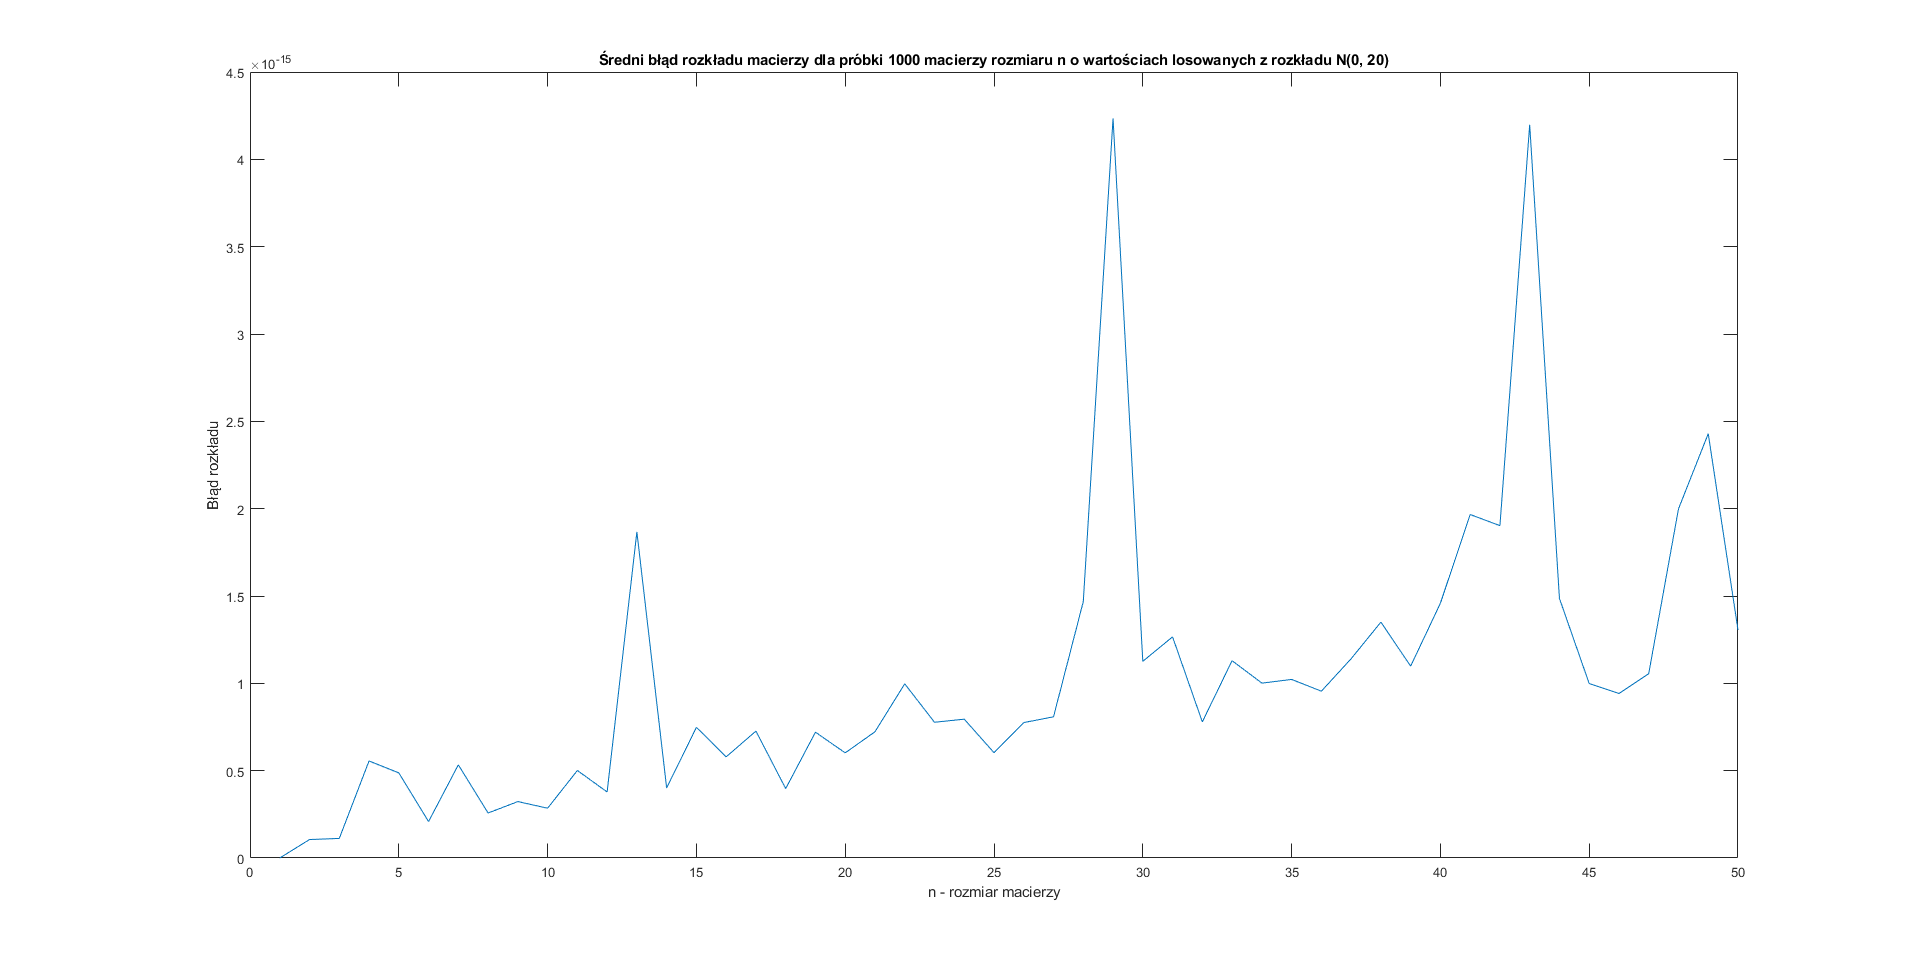 Średni błąd rozkładu macierzy dla próbki 1000 macierzy rozmiaru n o wartościach losowanych z rozkładu N(0, 20)
×10⁻¹⁵
4.5
4
3.5
3
2.5
2
1.5
1
0.5
0
Błąd rozkładu
0 5 10 15 20 25 30 35 40 45 50
n - rozmiar macierzy